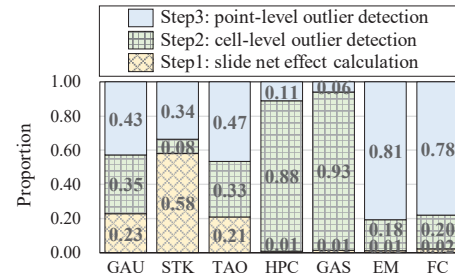 Step3: point-level outlier detection
Step2: cell-level outlier detection
Step1: slide net effect calculation
Proportion
1.00
0.80
0.60
0.40
0.20
0.00
0.43 0.34 0.47 0.11 0.06 0.81 0.78
0.35 0.08 0.33 0.88 0.93 0.18 0.20
0.23 0.58 0.21 0.01 0.01 0.01 0.02
GAU STK TAO HPC GAS EM FC